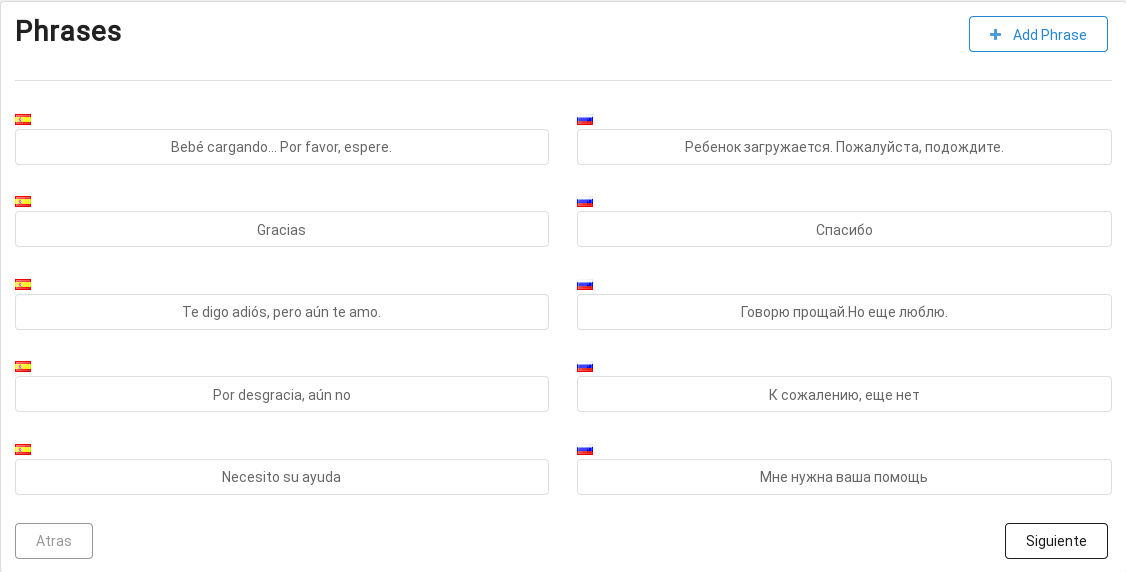 Phrases
Add Phrase
Bebé cargando... Por favor, espere.
Ребенок загружается. Пожалуйста, подождите.
Gracias
Спасибо
Te digo adiós, pero aún te amo.
Говорю прощай.Но еще люблю.
Por desgracia, aún no
К сожалению, еще нет
Necesito su ayuda
Мне нужна ваша помощь
Atras
Siguiente